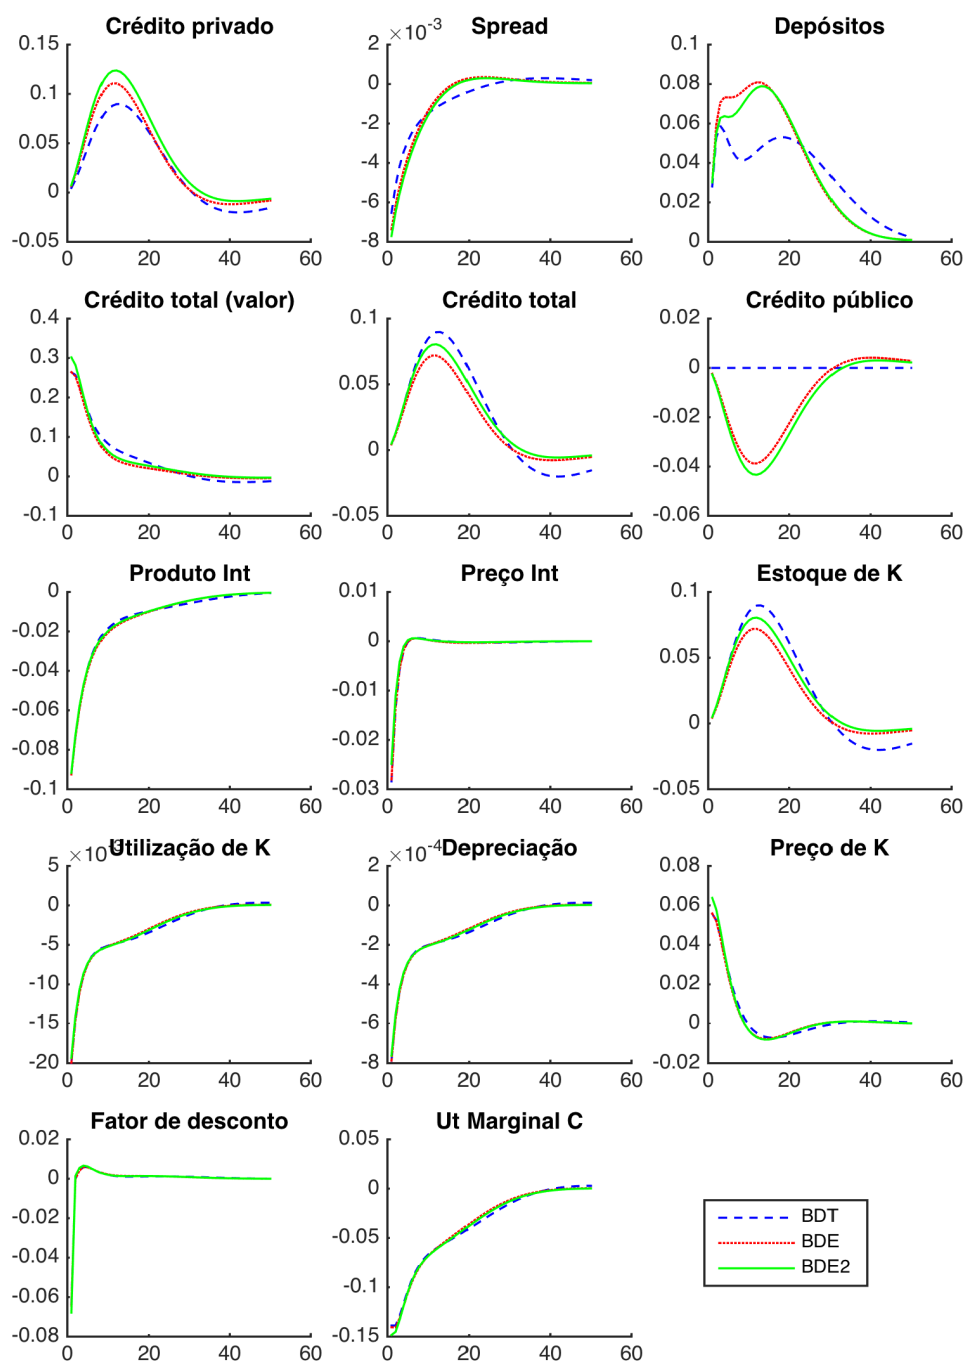 Crédito privado Spread Depósitos
0.15 2 ×10⁻³ 0.1
0.1 0 0.08
0.05 -2 0.06
0 -4 0.04
-6 0.02
-0.05 -8 0
0 20 40 60 0 20 40 60 0 20 40 60
Crédito total (valor) Crédito total Crédito público
0.4 0.1 0.02
0.3 0.05 0
0.2 -0.02
0.1 0 -0.04
0
-0.1 -0.05 -0.06
0 20 40 60 0 20 40 60 0 20 40 60
Produto Int Preço Int Estoque de K
0 0.01 0.1
-0.02 0 0.05
-0.04 -0.01
-0.06 0
-0.08 -0.02
-0.1 -0.03 -0.05
0 20 40 60 0 20 40 60 0 20 40 60
Utilização de K Depreciação Preço de K
5 ×10⁻³ 2 ×10⁻⁴ 0.08
0 0 0.06
-5 -2 0.04
-10 0.02
-15 -4 0
-20 -6 -0.02
-8
0 20 40 60 0 20 40 60 0 20 40 60
Fator de desconto Ut Marginal C
0.02 0.05
0 0
-0.02 -0.05
-0.04 -0.1
-0.06
-0.08 -0.15
0 20 40 60 0 20 40 60
BDT
BDE
BDE2